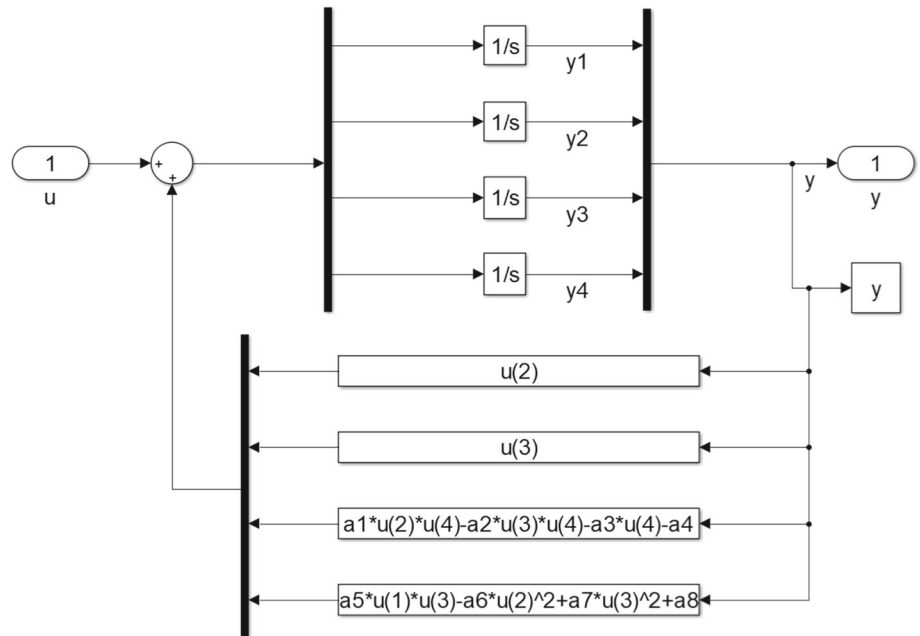 1/s
y1
1/s
y2
1
u
+
+
y
1
y
1/s
y3
1/s
y4
y
u(2)
u(3)
a1*u(2)*u(4)-a2*u(3)*u(4)-a3*u(4)-a4
a5*u(1)*u(3)-a6*u(2)^2+a7*u(3)^2+a8